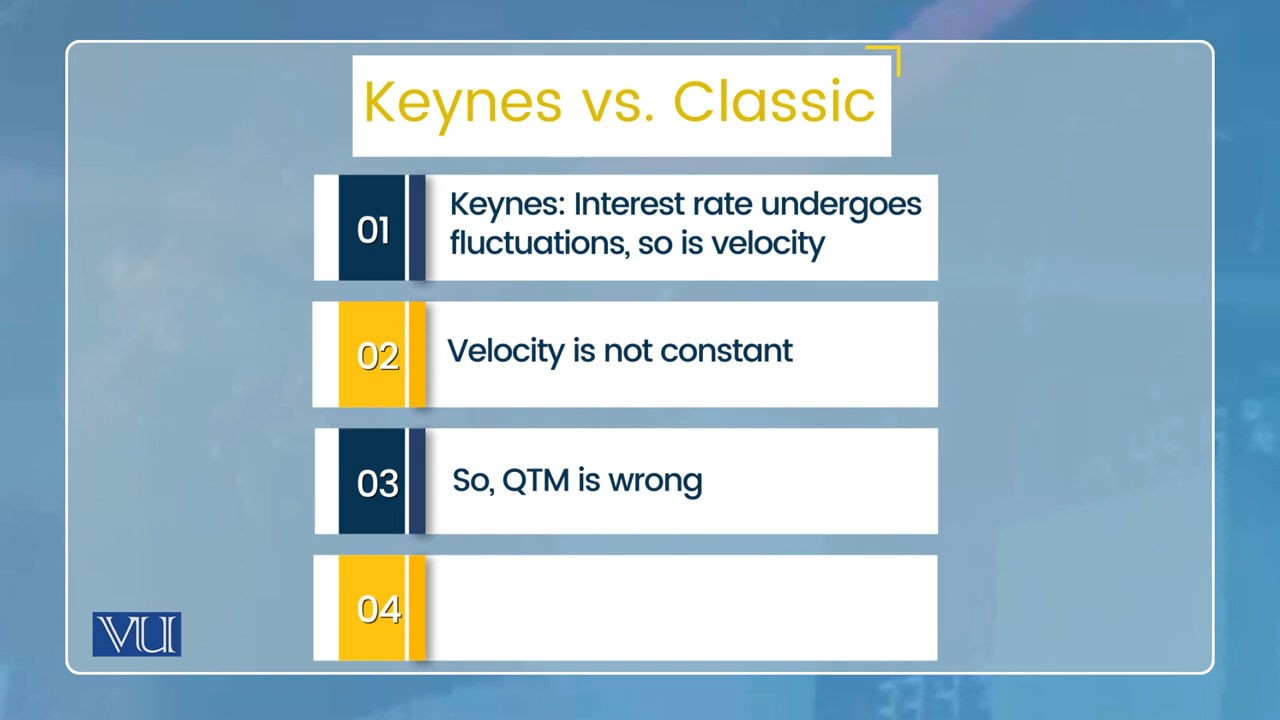 Keynes vs. Classic
01
Keynes: Interest rate undergoes
fluctuations, so is velocity
02
Velocity is not constant
03
So, QTM is wrong
04
VU